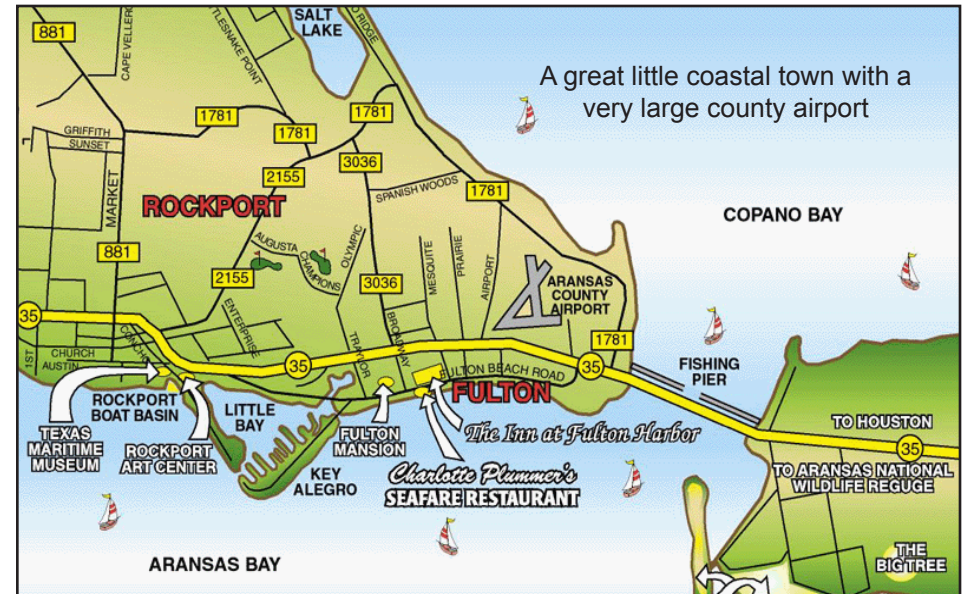 881
CAPE VELLERO
TLESNAKE POINT
SALT
LAKE
O RIDGE
A great little coastal town with a
very large county airport
1781
1781
1781
GRIFFITH
SUNSET
3036
2155
SPANISH WOODS
1781
MARKET
ROCKPORT
COPANO BAY
881
AUGUSTA
CHAMPIONS
OLYMPIC
MESQUITE
PRAIRIE
AIRPORT
2155
3036
ARANSAS
COUNTY
AIRPORT
35
ENTERPRISE
TRAYLOR
BROADWAY
1781
1ST
CHURCH
AUSTIN
CONCHO
35
FULTON BEACH ROAD
35
FISHING
PIER
FULTON
ROCKPORT
BOAT BASIN
LITTLE
BAY
TO HOUSTON
35
TEXAS
MARITIME
MUSEUM
ROCKPORT
ART CENTER
FULTON
MANSION
The Inn at Fulton Harbor
KEY
ALEGRO
Charlotte Plummer's
SEAFARE RESTAURANT
TO ARANSAS NATIONAL
WILDLIFE REGUGE
ARANSAS BAY
THE
BIG TREE